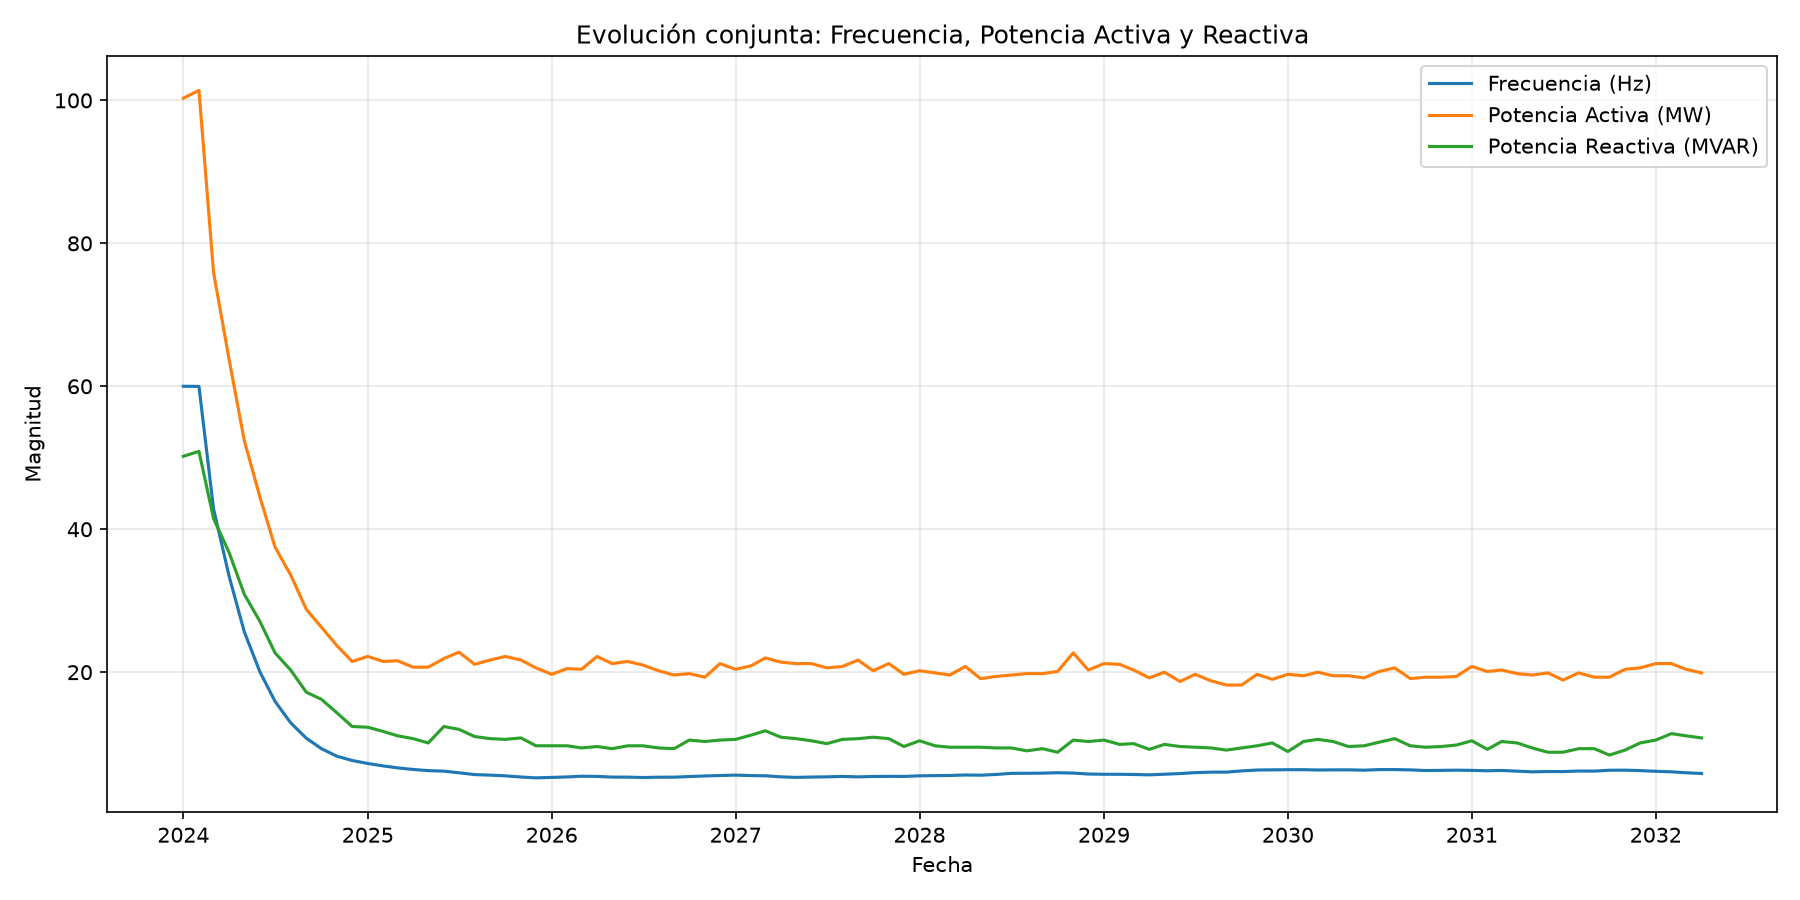 Evolución conjunta: Frecuencia, Potencia Activa y Reactiva
Frecuencia (Hz)
Potencia Activa (MW)
Potencia Reactiva (MVAR)
Magnitud
100
80
60
40
20
2024 2025 2026 2027 2028 2029 2030 2031 2032
Fecha